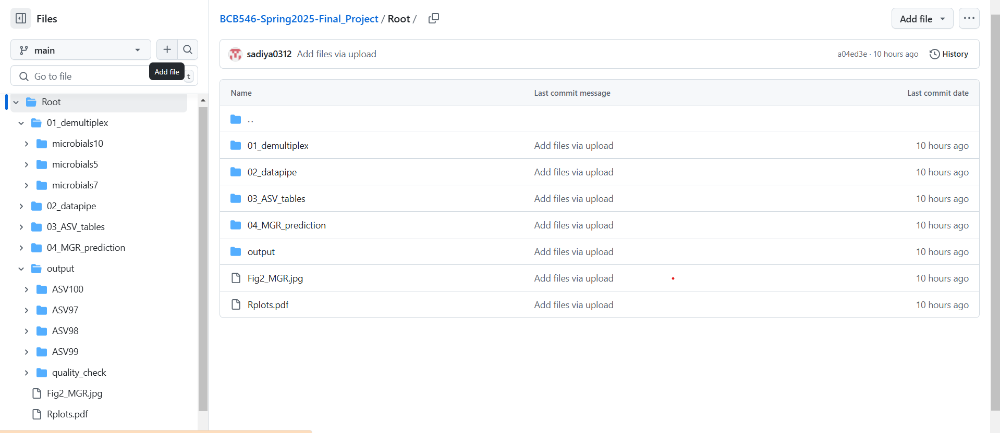 Files
main
Add file
Go to file
t
Root
01_demultiplex
microbials10
microbials5
microbials7
02_datapipe
03_ASV_tables
04_MGR_prediction
output
ASV100
ASV97
ASV98
ASV99
quality_check
Fig2_MGR.jpg
Rplots.pdf
BCB546-Spring2025-Final_Project / Root /
Add file
sadiya0312 Add files via upload
a04ed3e · 10 hours ago
History
Name Last commit message Last commit date
..
01_demultiplex Add files via upload 10 hours ago
02_datapipe Add files via upload 10 hours ago
03_ASV_tables Add files via upload 10 hours ago
04_MGR_prediction Add files via upload 10 hours ago
output Add files via upload 10 hours ago
Fig2_MGR.jpg Add files via upload 10 hours ago
Rplots.pdf Add files via upload 10 hours ago